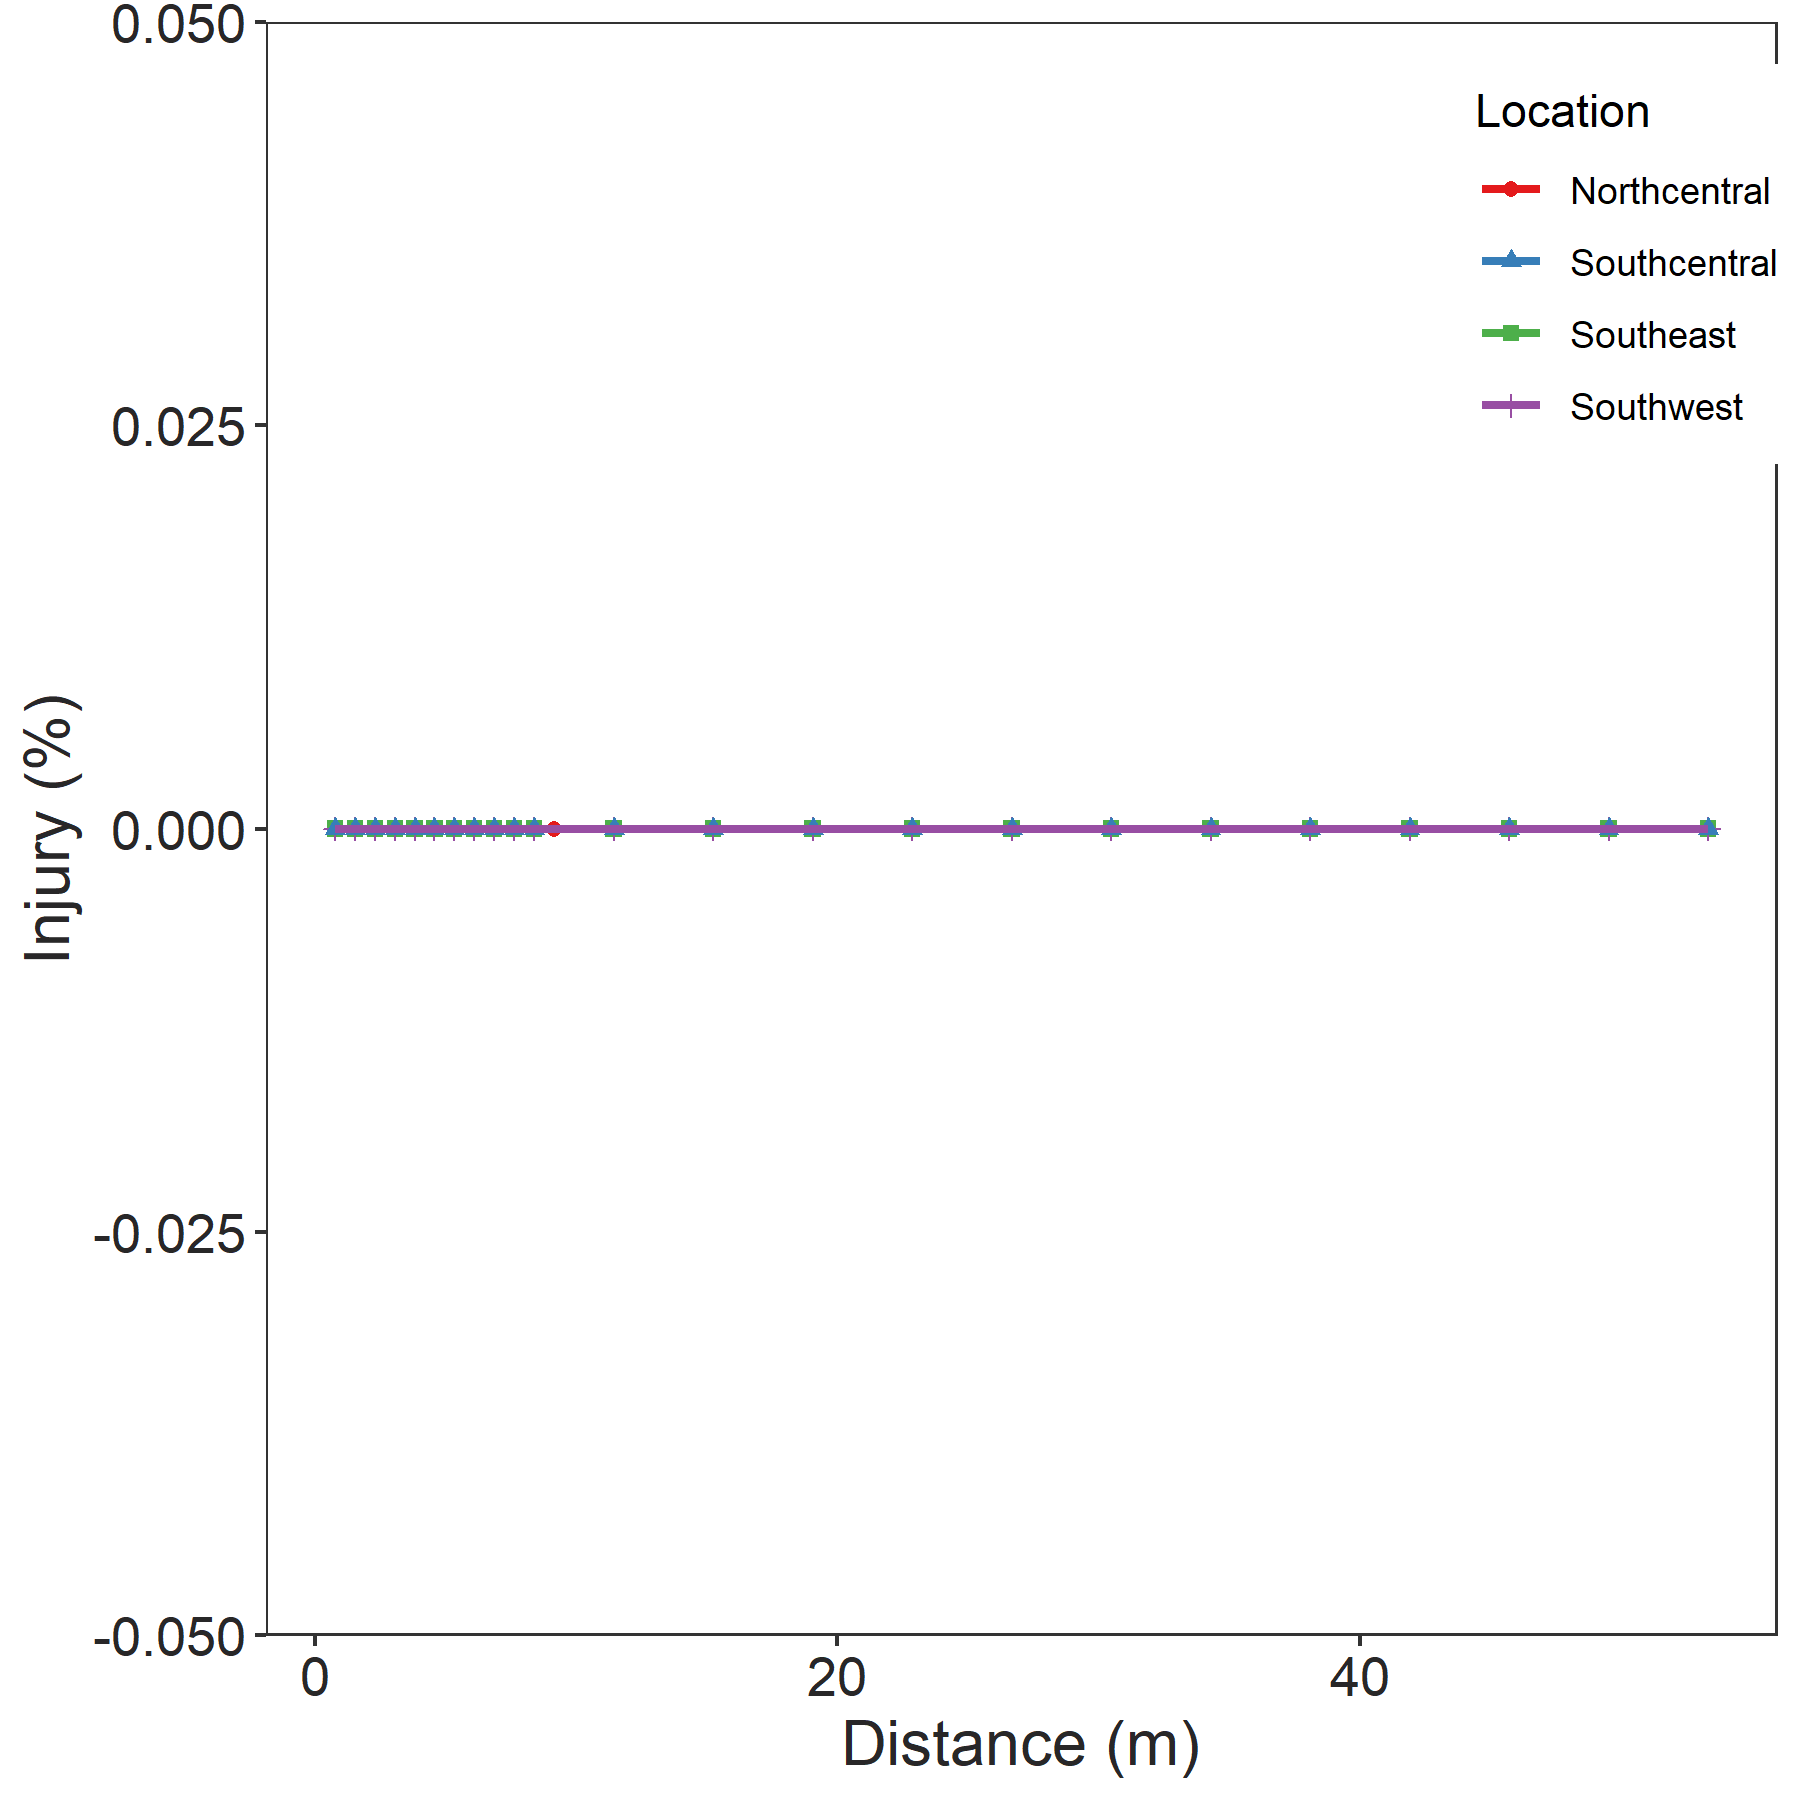 0.050
0.025
0.000
-0.025
-0.050
Injury (%)
0
20
40
Distance (m)
Location
Northcentral
Southcentral
Southeast
Southwest